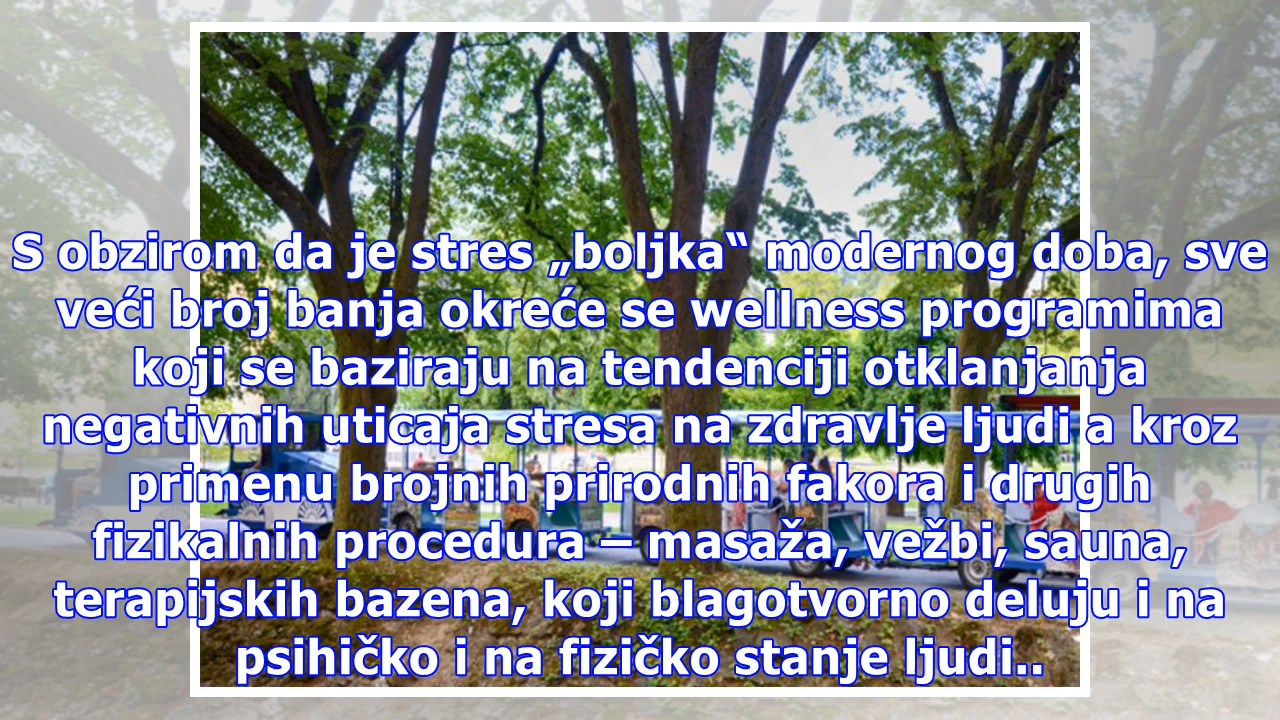 S obzirom da je stres „boljka“ modernog doba, sve
veći broj banja okreće se wellness programima
koji se baziraju na tendenciji otklanjanja
negativnih uticaja stresa na zdravlje ljudi a kroz
primenu brojnih prirodnih fakora i drugih
fizikalnih procedura – masaža, vežbi, sauna,
terapijskih bazena, koji blagotvorno deluju i na
psihičko i na fizičko stanje ljudi..